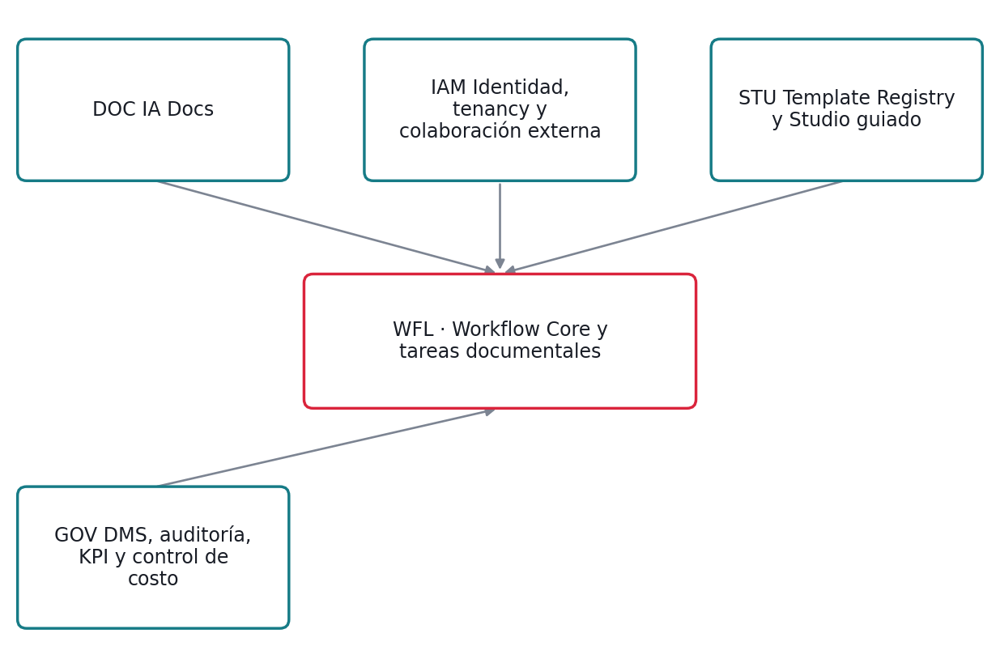 DOC IA Docs
IAM Identidad,
tenancy y
colaboración externa
STU Template Registry
y Studio guiado
WFL · Workflow Core y
tareas documentales
GOV DMS, auditoría,
KPI y control de
costo